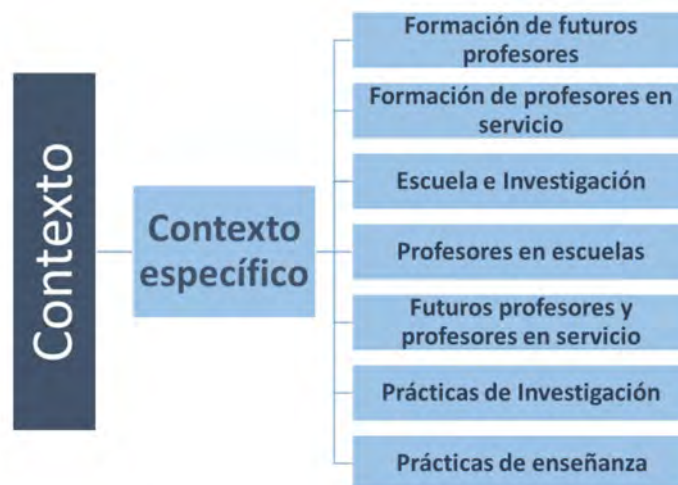 Contexto
Contexto
específico
Formación de futuros
profesores
Formación de profesores en
servicio
Escuela e Investigación
Profesores en escuelas
Futuros profesores y
profesores en servicio
Prácticas de Investigación
Prácticas de enseñanza